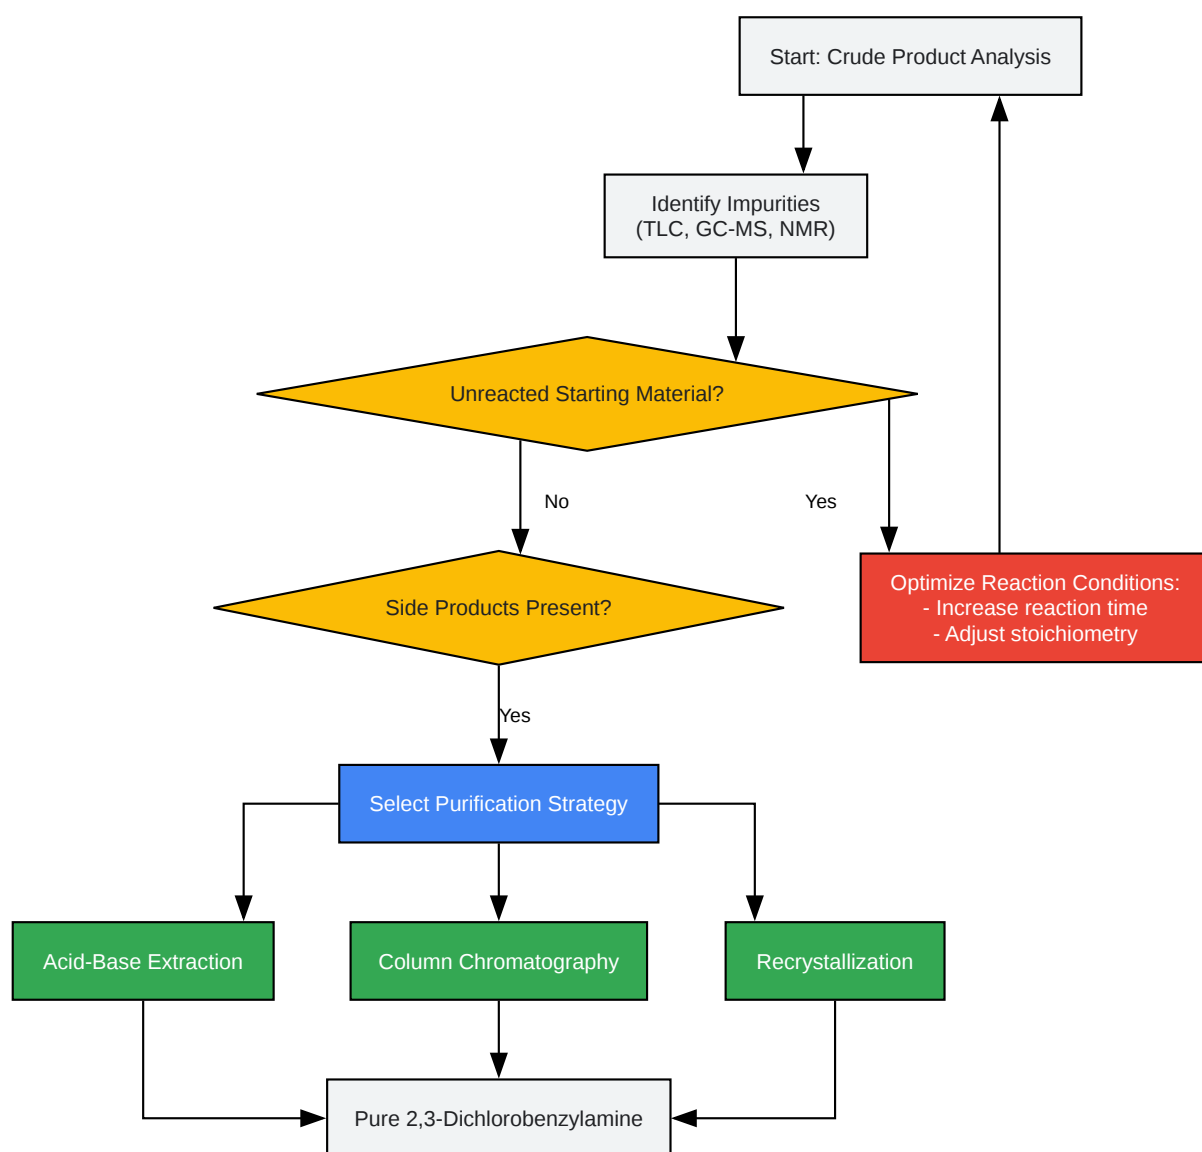 Start: Crude Product Analysis
Identify Impurities
(TLC, GC-MS, NMR)
Unreacted Starting Material?
No
Yes
Optimize Reaction Conditions:
- Increase reaction time
- Adjust stoichiometry
Side Products Present?
Yes
Select Purification Strategy
Acid-Base Extraction
Column Chromatography
Recrystallization
Pure 2,3-Dichlorobenzylamine